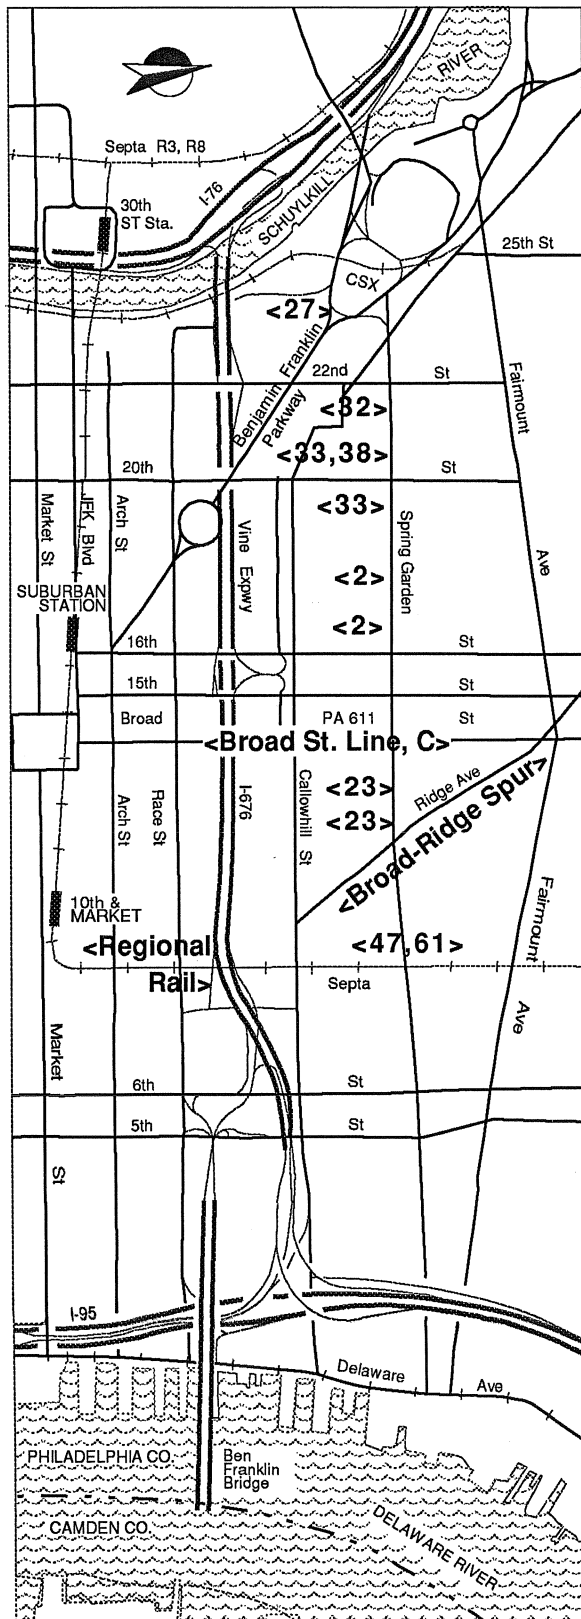 RIVER
Septa R3, R8
I-76
30th
ST Sta.
SCHUYLKILL
25th St
CSX
<27>
Benjamin Franklin
Parkway
22nd St
Fairmount
<32>
<33,38>
20th St
Market St
JFK Blvd
Arch St
<33>
Vine Expwy
Spring Garden
Ave
<2>
SUBURBAN
STATION
<2>
16th St
15th St
Broad PA 611 St
<Broad St. Line, C>
Arch St
Race St
I-676
Callowhill St
<23>
<23>
Ridge Ave
<Broad-Ridge Spur>
10th &
MARKET
Fairmount
<Regional
Rail>
<47,61>
Septa
Ave
Market
6th St
5th St
St
I-95
Delaware Ave
PHILADELPHIA CO.
Ben
Franklin
Bridge
CAMDEN CO.
DELAWARE RIVER